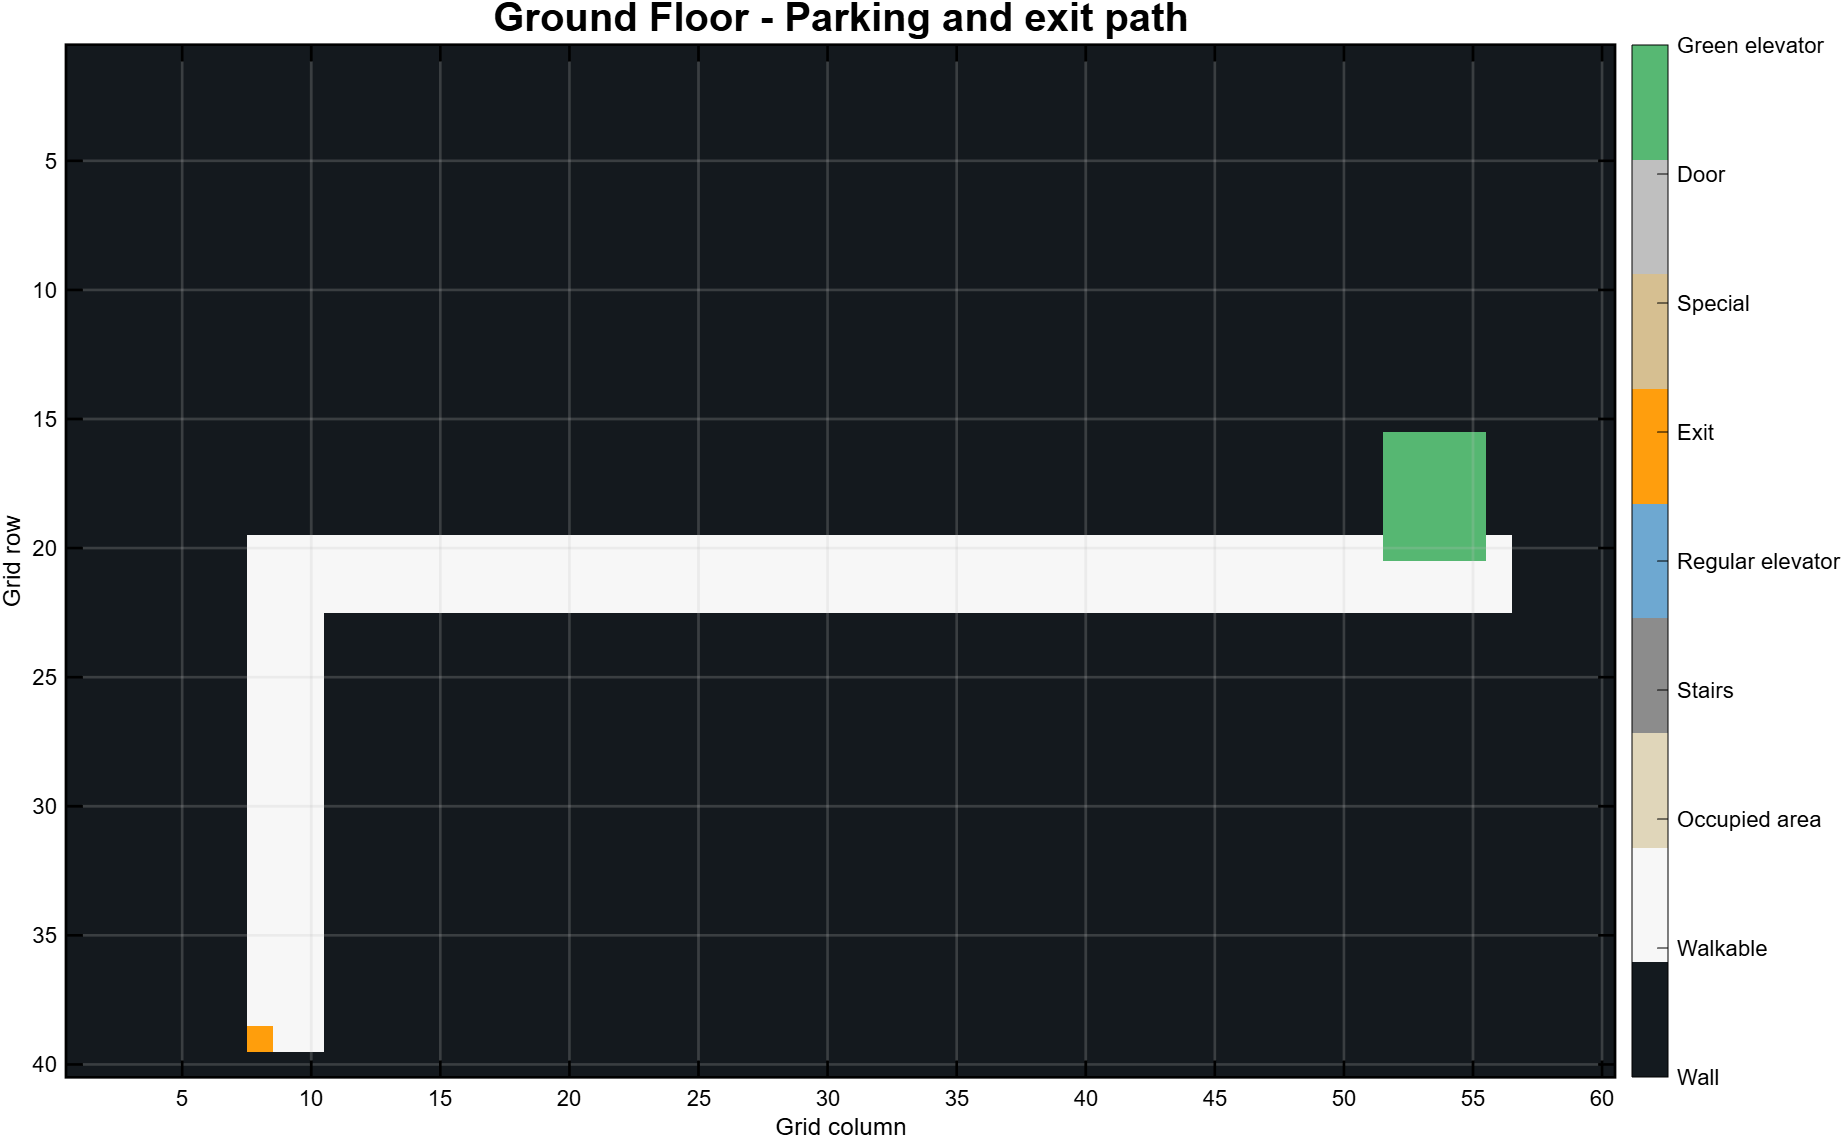 Ground Floor - Parking and exit path
Green elevator
Door
Special
Exit
Regular elevator
Stairs
Occupied area
Walkable
Wall
Grid row
5
10
15
20
25
30
35
40
5 10 15 20 25 30 35 40 45 50 55 60
Grid column